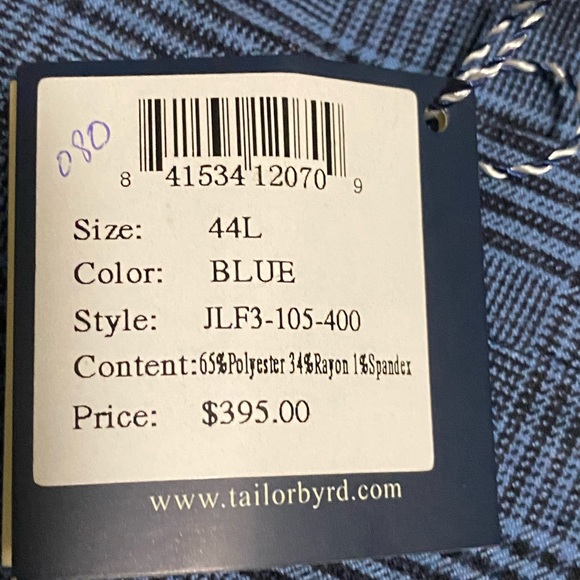 080
8 41534 12070 9
Size: 44L
Color: BLUE
Style: JLF3-105-400
Content:65%Polyester 34%Rayon 1%Spandex
Price: $395.00
www.tailorbyrd.com